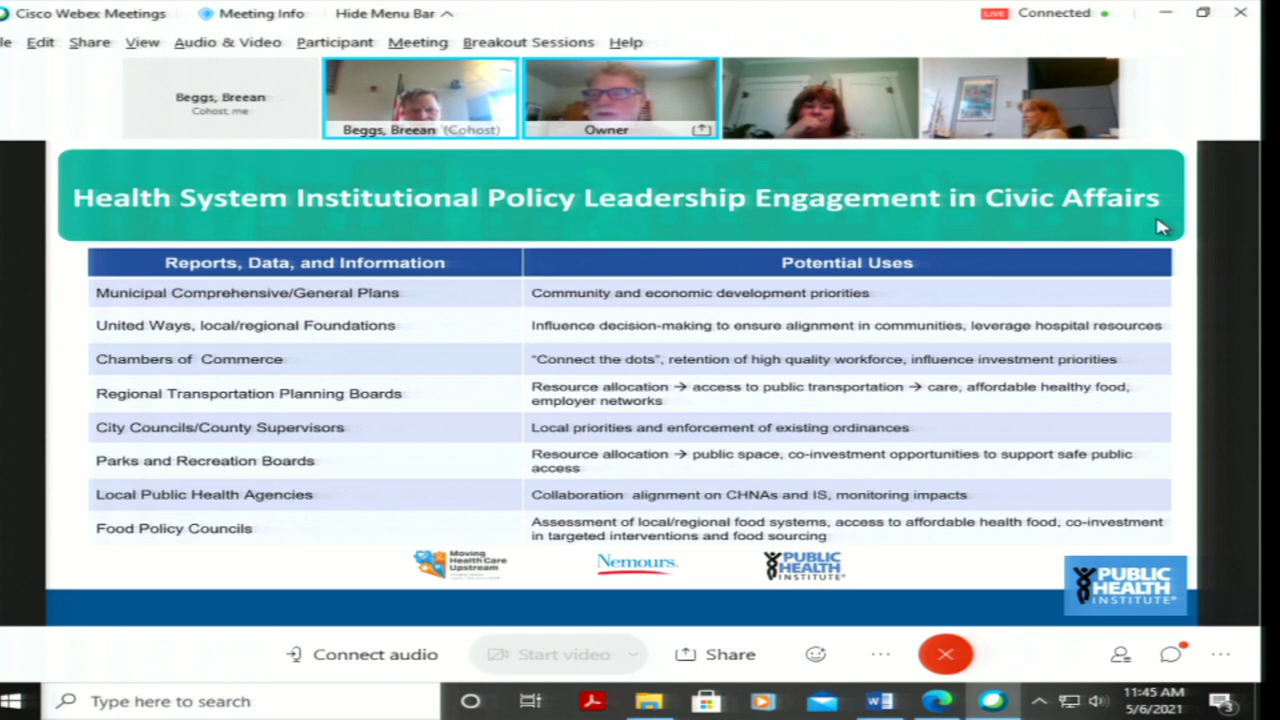 Cisco Webex Meetings Meeting Info Hide Menu Bar LIVE Connected
le Edit Share View Audio & Video Participant Meeting Breakout Sessions Help
Beggs, Breean
Cohost, me
Beggs, Breean (Cohost)
Owner
Health System Institutional Policy Leadership Engagement in Civic Affairs
Reports, Data, and Information Potential Uses
Municipal Comprehensive/General Plans Community and economic development priorities
United Ways, local/regional Foundations Influence decision-making to ensure alignment in communities, leverage hospital resources
Chambers of Commerce "Connect the dots", retention of high quality workforce, influence investment priorities
Regional Transportation Planning Boards Resource allocation → access to public transportation → care, affordable healthy food,
employer networks
City Councils/County Supervisors Local priorities and enforcement of existing ordinances
Parks and Recreation Boards Resource allocation → public space, co-investment opportunities to support safe public
access
Local Public Health Agencies Collaboration alignment on CHNAs and IS, monitoring impacts
Food Policy Councils Assessment of local/regional food systems, access to affordable health food, co-investment
in targeted interventions and food sourcing
Moving
Health Care
Upstream
Nemours.
PUBLIC
HEALTH
INSTITUTE®
PUBLIC
HEALTH
INSTITUTE®
Connect audio Start video Share
Type here to search
11:45 AM
5/6/2021
3